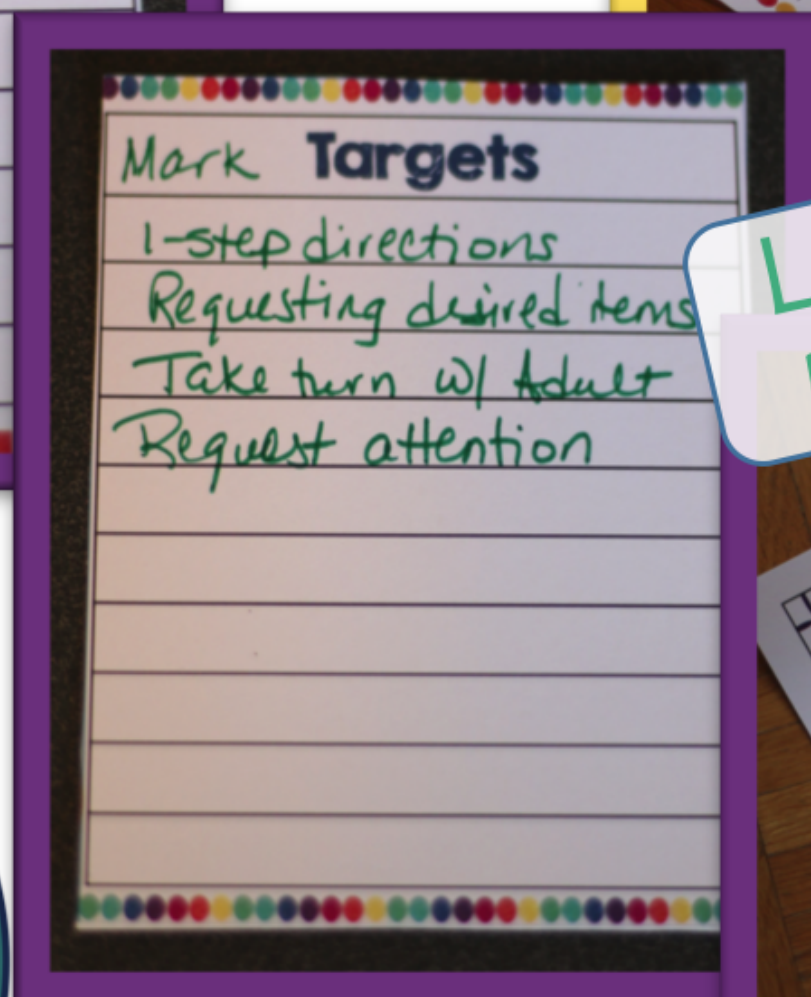 Mark Targets
1-step directions
Requesting desired items
Take turn w/ Adult
Request attention